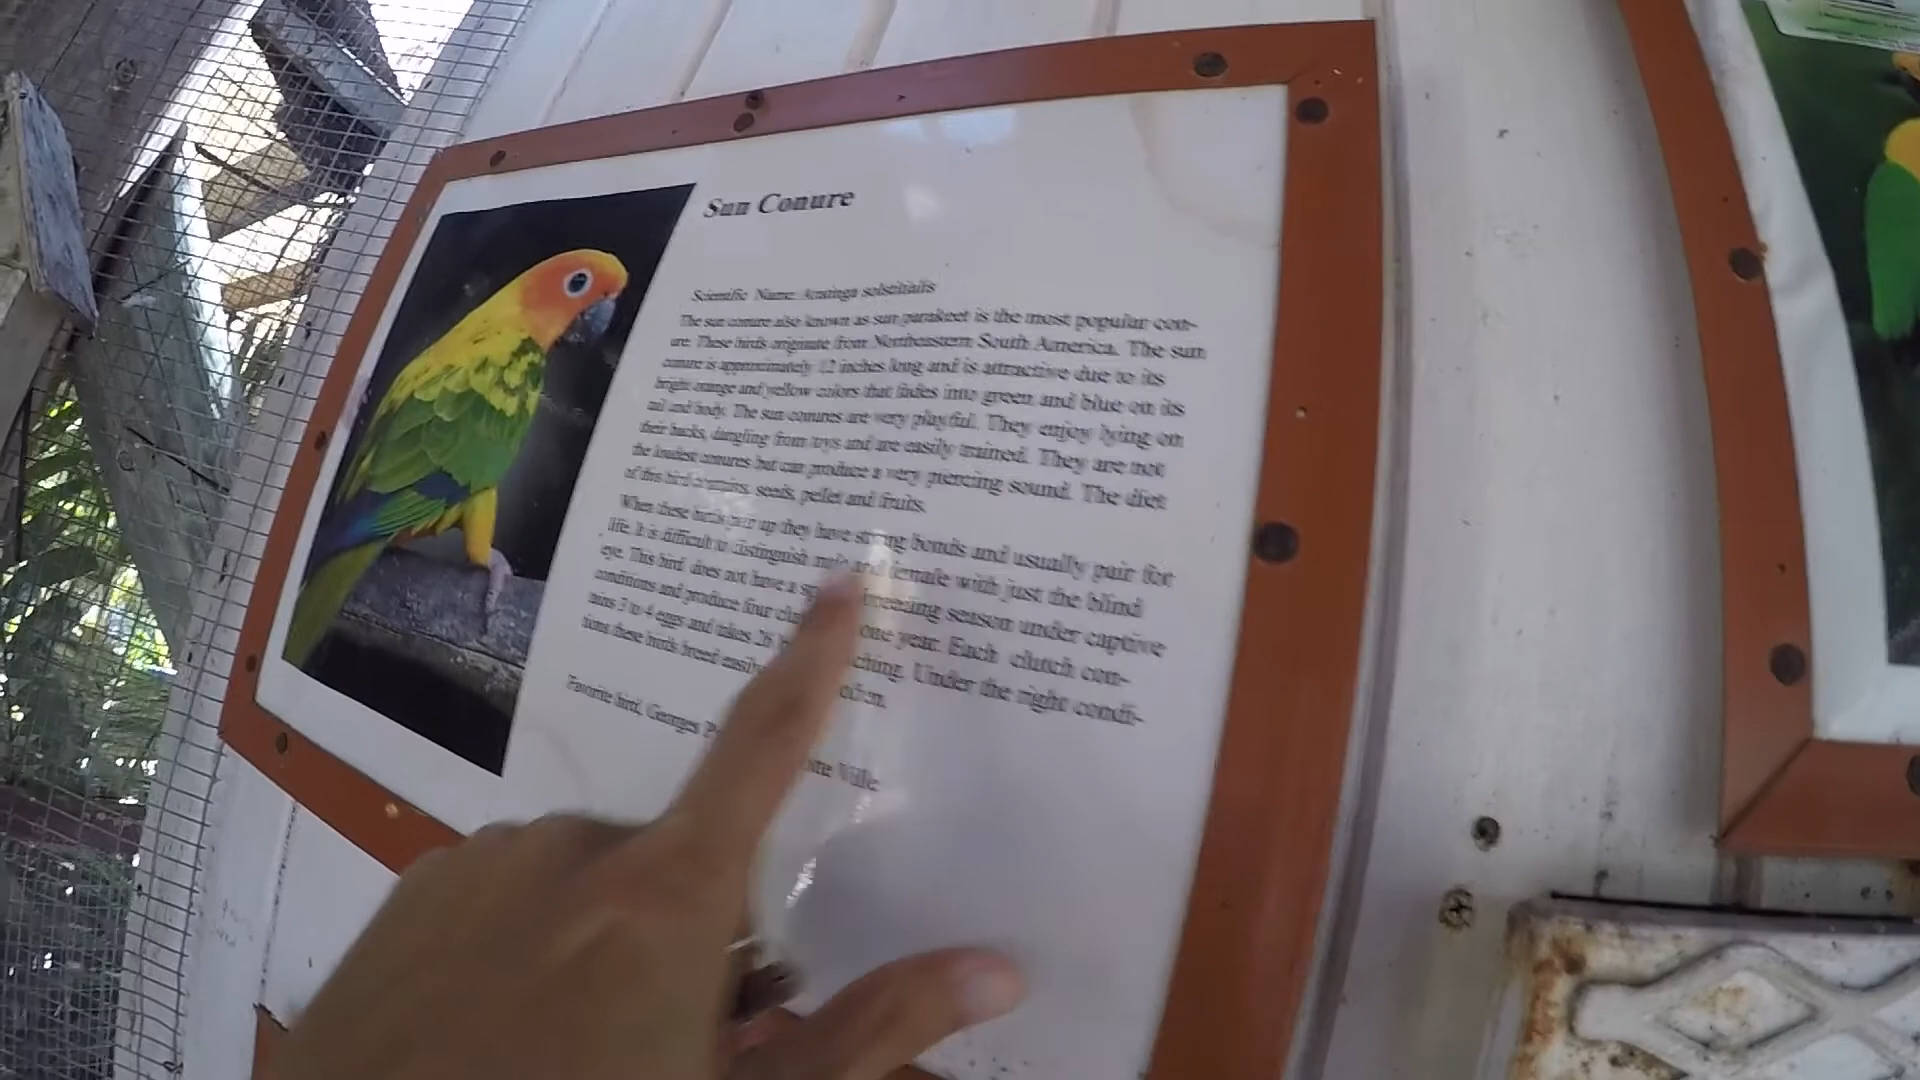 Sun Conure
Scientific Name: Aratinga solstitialis
The sun conure also known as sun parakeet is the most popular con-
ure. These birds originate from Northeastern South America. The sun
conure is approximately 12 inches long and is attractive due to its
bright orange and yellow colors that fades into green and blue on its
tail and body. The sun conures are very playful. They enjoy lying on
their backs, dangling from toys and are easily trained. They are not
the loudest conures but can produce a very piercing sound. The diet
of this bird contains, seeds, pellet and fruits.
When these birds pair up they have strong bonds and usually pair for
life. It is difficult to distinguish male and female with just the blind
eye. This bird does not have a breeding season under captive
conditions and produce four one year. Each clutch con-
tains 3 to 4 eggs and takes 26 Under the right condi-
tions these birds breed easily
Favorite bird, Georges
Ville